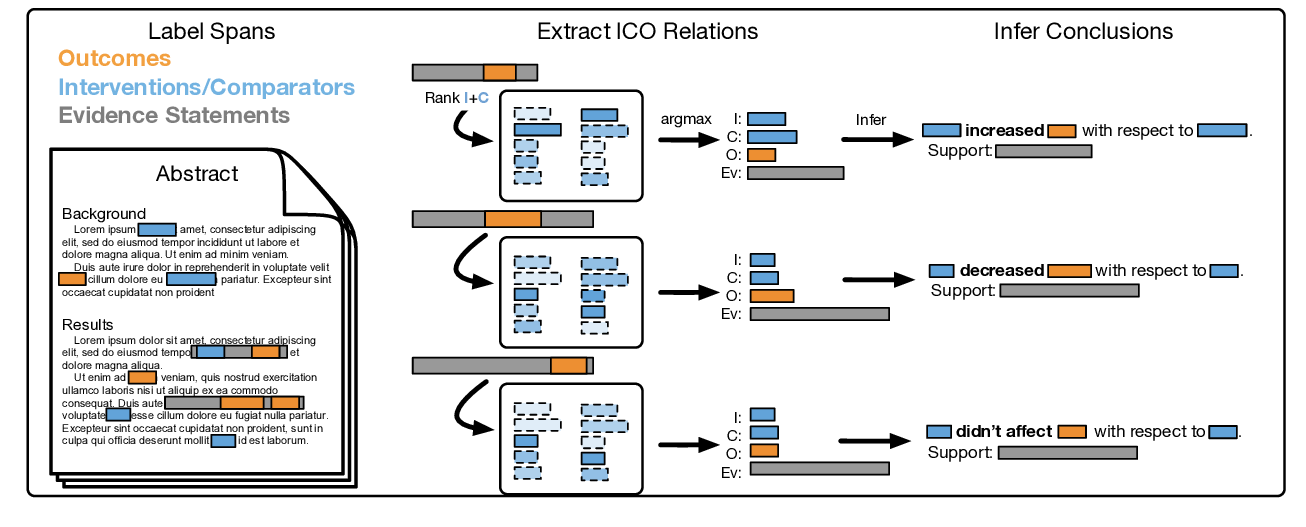 Label Spans
Outcomes
Interventions/Comparators
Evidence Statements
Abstract
Background
Lorem ipsum amet, consectetur adipiscing
elit, sed do eiusmod tempor incididunt ut labore et
dolore magna aliqua. Ut enim ad minim veniam.
Duis aute irure dolor in reprehenderit in voluptate velit
cillum dolore eu pariatur. Excepteur sint
occaecat cupidatat non proident
Results
Lorem ipsum dolor sit amet, consectetur adipiscing
elit, sed do eiusmod tempo et
dolore magna aliqua.
Ut enim ad veniam, quis nostrud exercitation
ullamco laboris nisi ut aliquip ex ea commodo
consequat. Duis aute
voluptate esse cillum dolore eu fugiat nulla pariatur.
Excepteur sint occaecat cupidatat non proident, sunt in
culpa qui officia deserunt mollit id est laborum.
Extract ICO Relations
Rank I+C
argmax
I:
C:
O:
Ev:
Infer
I:
C:
O:
Ev:
I:
C:
O:
Ev:
Infer Conclusions
increased with respect to .
Support:
decreased with respect to .
Support:
didn't affect with respect to .
Support: